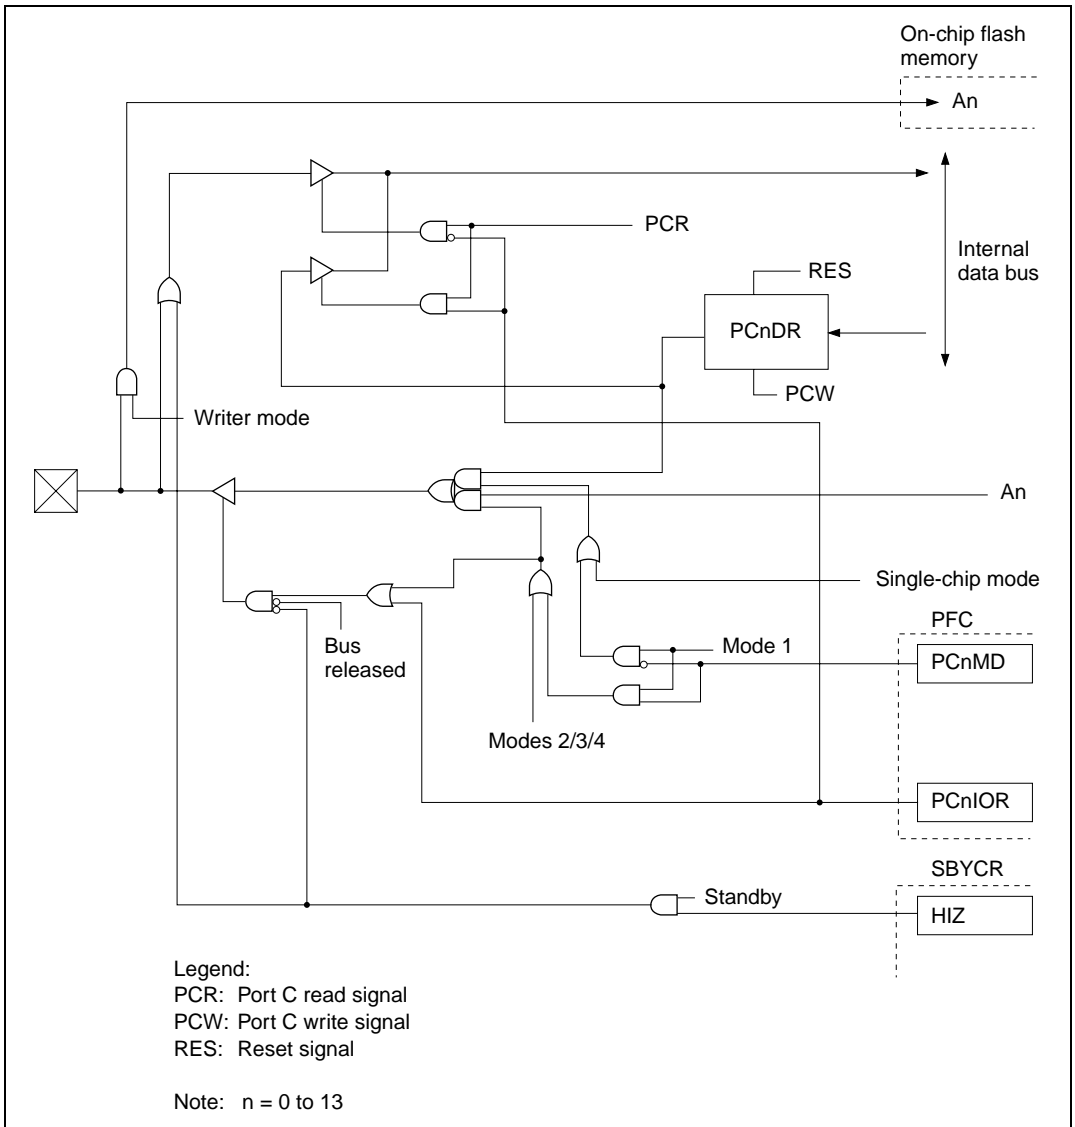 On-chip flash
memory
An
PCR
RES
Internal
data bus
PCnDR
PCW
Writer mode
An
Single-chip mode
PFC
Bus
released
Mode 1
PCnMD
Modes 2/3/4
PCnIOR
SBYCR
Standby
HIZ
Legend:
PCR: Port C read signal
PCW: Port C write signal
RES: Reset signal
Note: n = 0 to 13